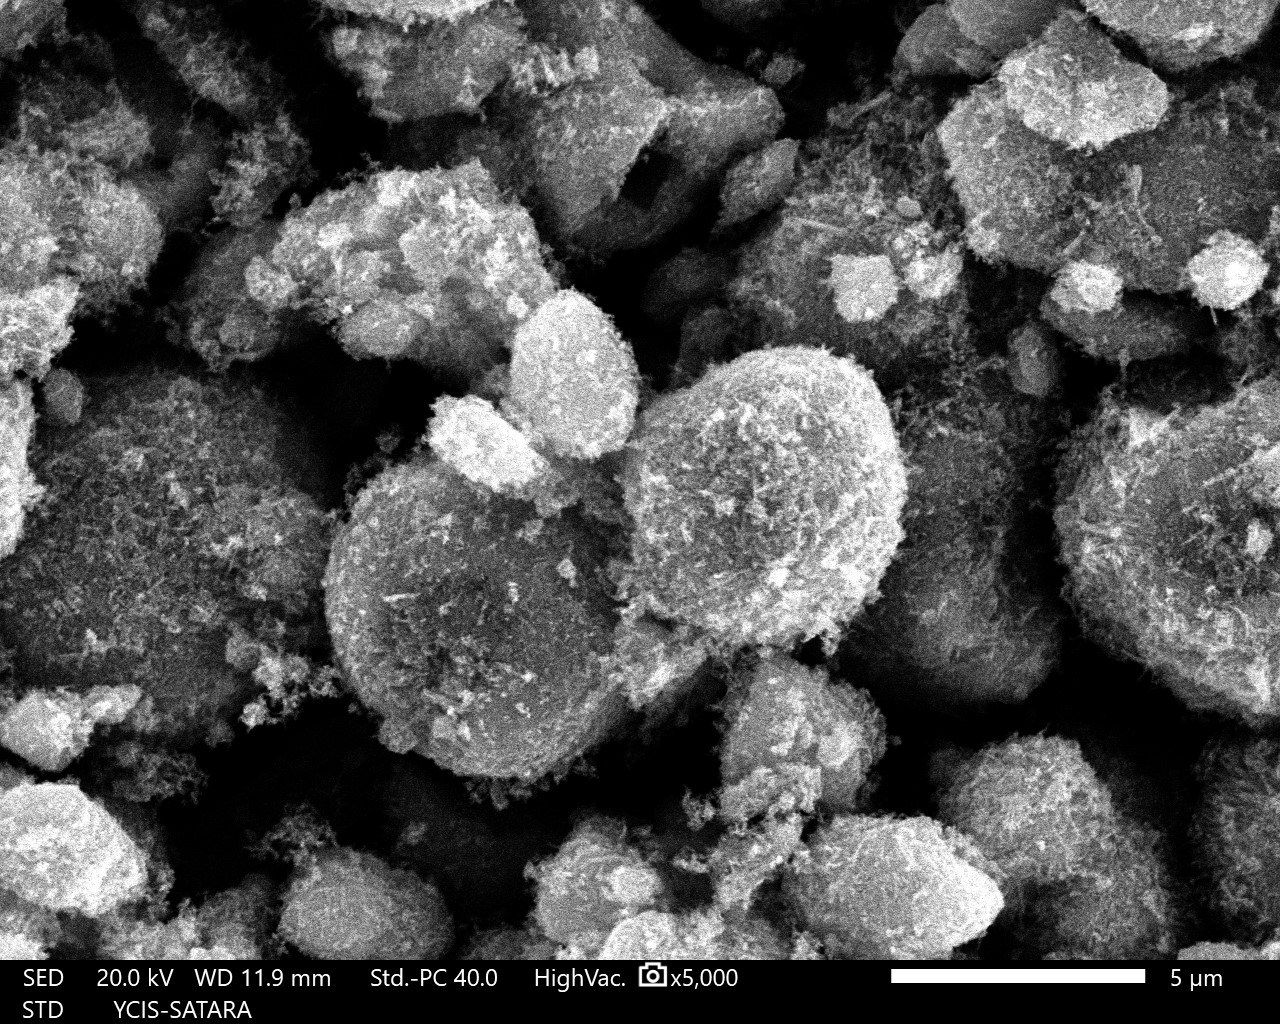 SED 20.0 kV WD 11.9 mm Std.-PC 40.0 HighVac. x5,000 5 µm
STD YCIS-SATARA